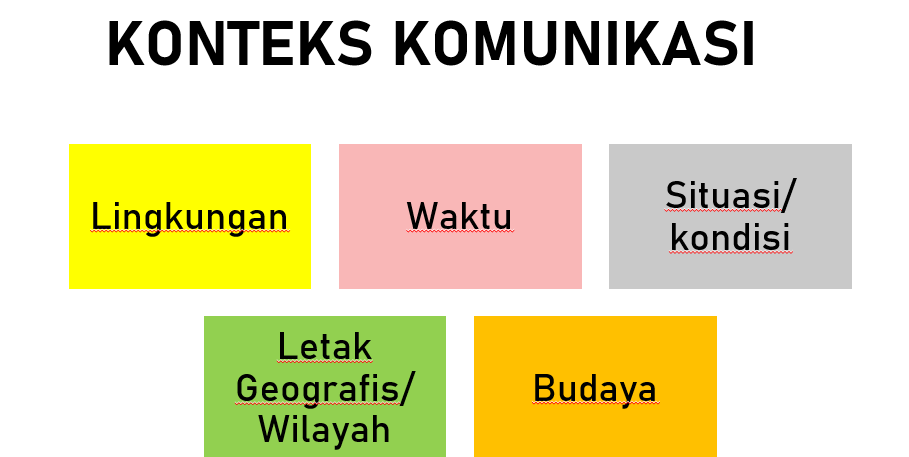 KONTEKS KOMUNIKASI
Lingkungan
Waktu
Situasi/
kondisi
Letak
Geografis/
Wilayah
Budaya